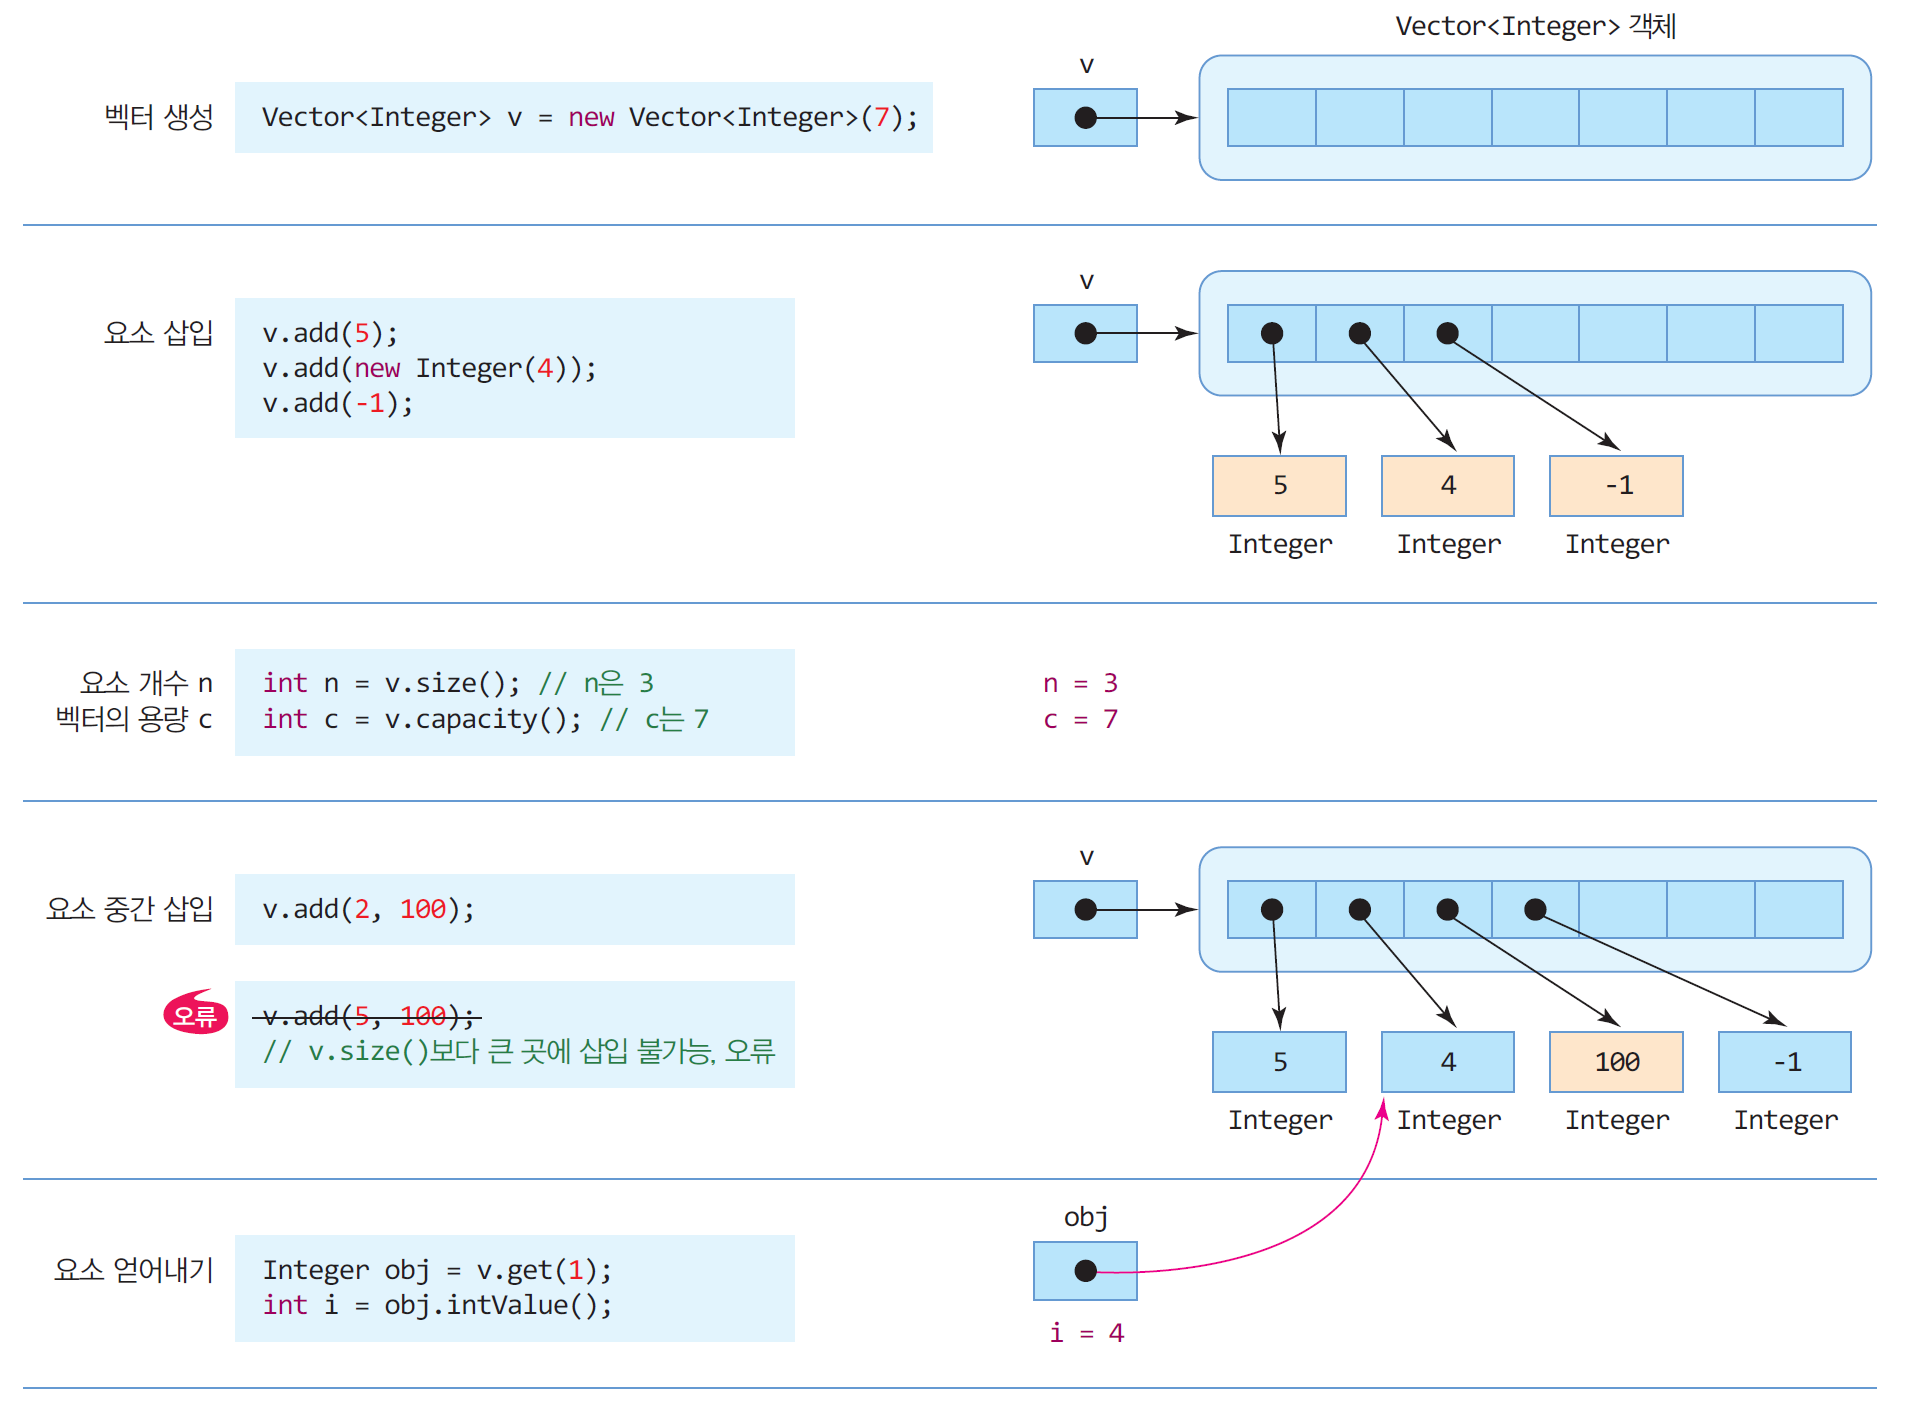 Vector<Integer> 객체
벡터 생성
Vector<Integer> v = new Vector<Integer>(7);
v
요소 삽입
v.add(5);
v.add(new Integer(4));
v.add(-1);
v
5
4
-1
Integer
Integer
Integer
요소 개수 n
벡터의 용량 c
int n = v.size(); // n은 3
int c = v.capacity(); // c는 7
n = 3
c = 7
요소 중간 삽입
v.add(2, 100);
오류
v.add(5, 100);
// v.size()보다 큰 곳에 삽입 불가능, 오류
v
5
4
100
-1
Integer
Integer
Integer
Integer
요소 얻어내기
Integer obj = v.get(1);
int i = obj.intValue();
obj
i = 4